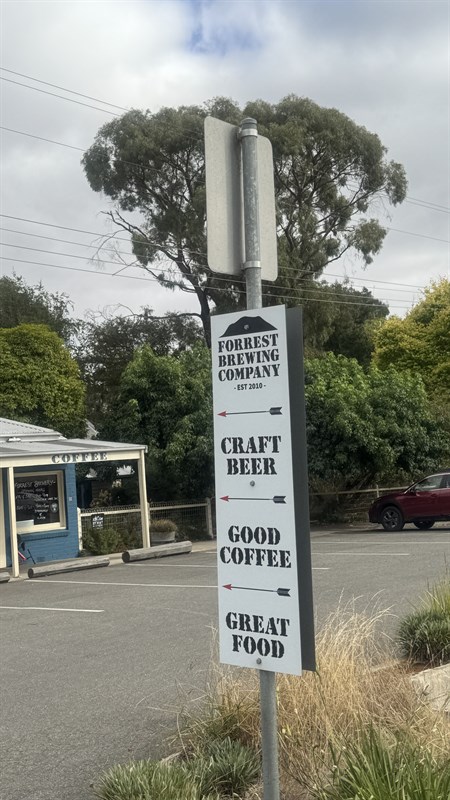 FORREST
BREWING
COMPANY
- EST 2010 -
CRAFT
BEER
GOOD
COFFEE
GREAT
FOOD
COFFEE